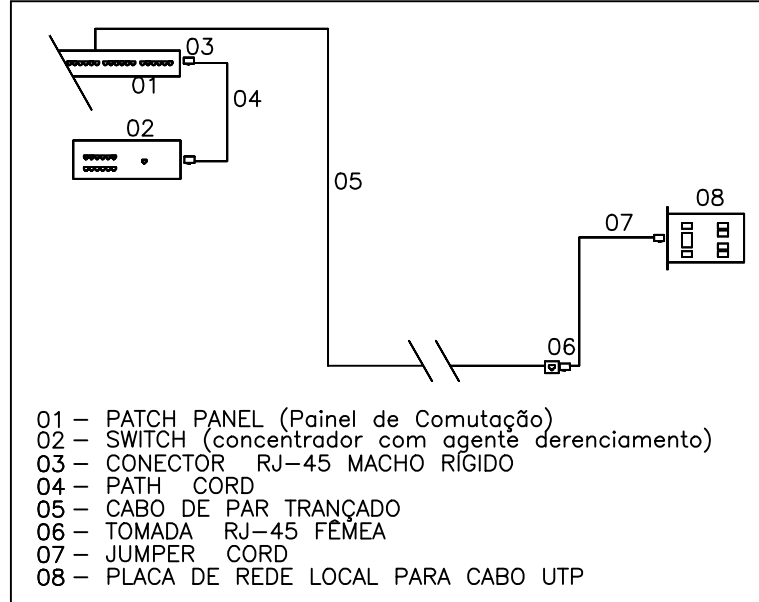 03
01
04
02
05
08
07
06
01 – PATCH PANEL (Painel de Comutação)
02 – SWITCH (concentrador com agente derenciamento)
03 – CONECTOR RJ–45 MACHO RÍGIDO
04 – PATH CORD
05 – CABO DE PAR TRANÇADO
06 – TOMADA RJ–45 FÊMEA
07 – JUMPER CORD
08 – PLACA DE REDE LOCAL PARA CABO UTP